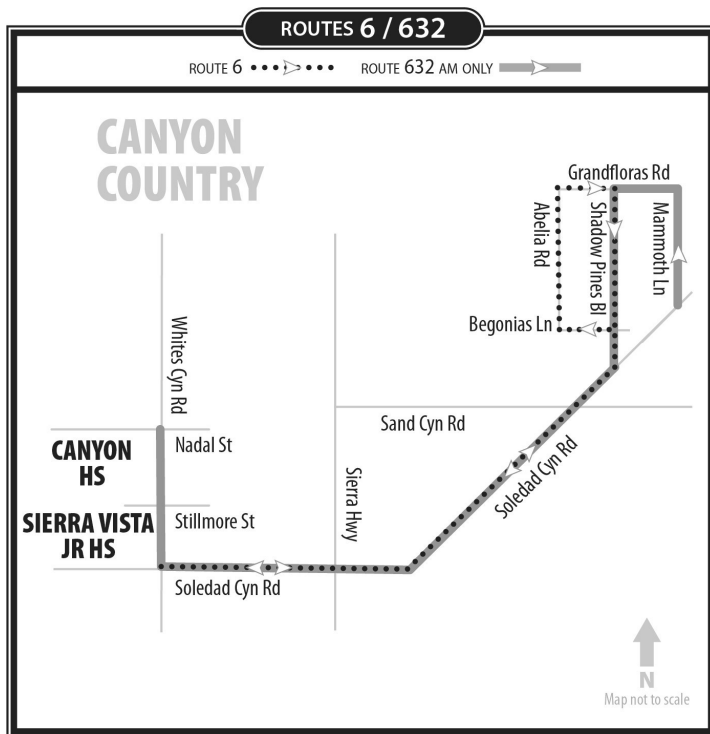 ROUTES 6 / 632
ROUTE 6
ROUTE 632 AM ONLY
CANYON
COUNTRY
Grandfloras Rd
Abelia Rd
Shadow Pines Bl
Mammoth Ln
Begonias Ln
Whites Cyn Rd
Sand Cyn Rd
CANYON
HS
Nadal St
Sierra Hwy
Soledad Cyn Rd
SIERRA VISTA
JR HS
Stillmore St
Soledad Cyn Rd
N
Map not to scale